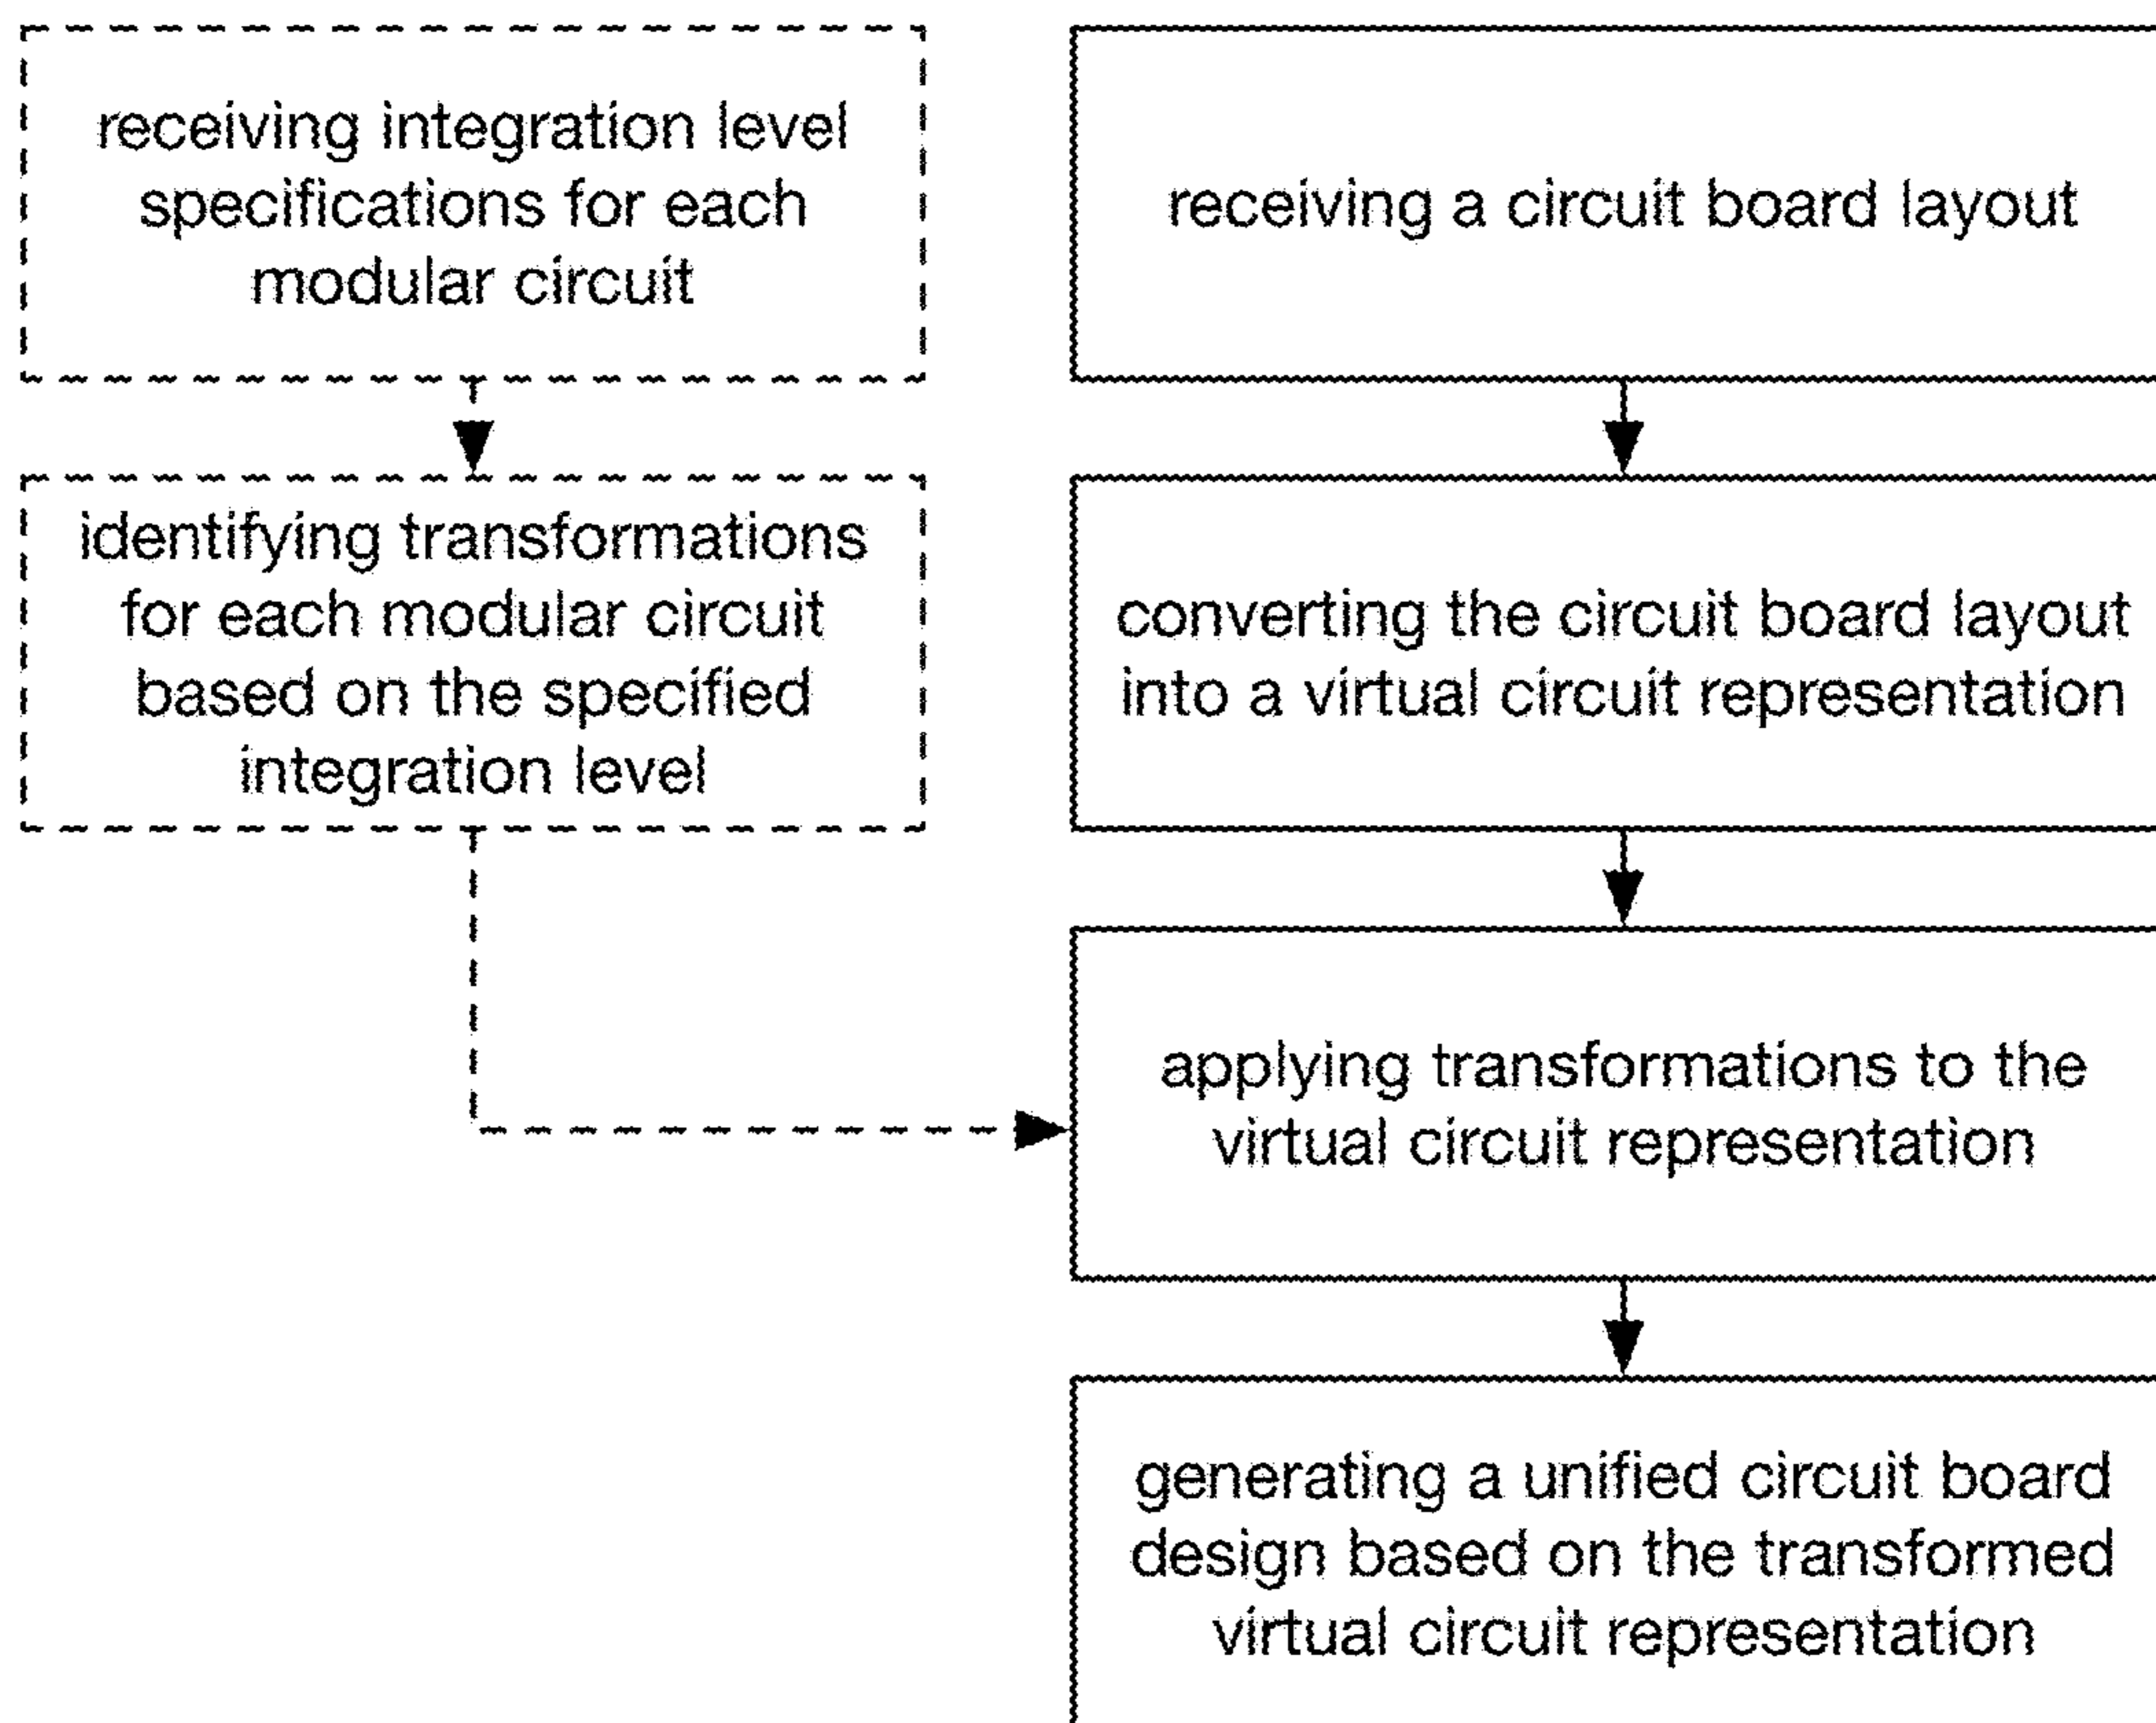 receiving integration level
specifications for each
modular circuit
receiving a circuit board layout
identifying transformations
for each modular circuit
based on the specified
integration level
converting the circuit board layout
into a virtual circuit representation
applying transformations to the
virtual circuit representation
generating a unified circuit board
design based on the transformed
virtual circuit representation